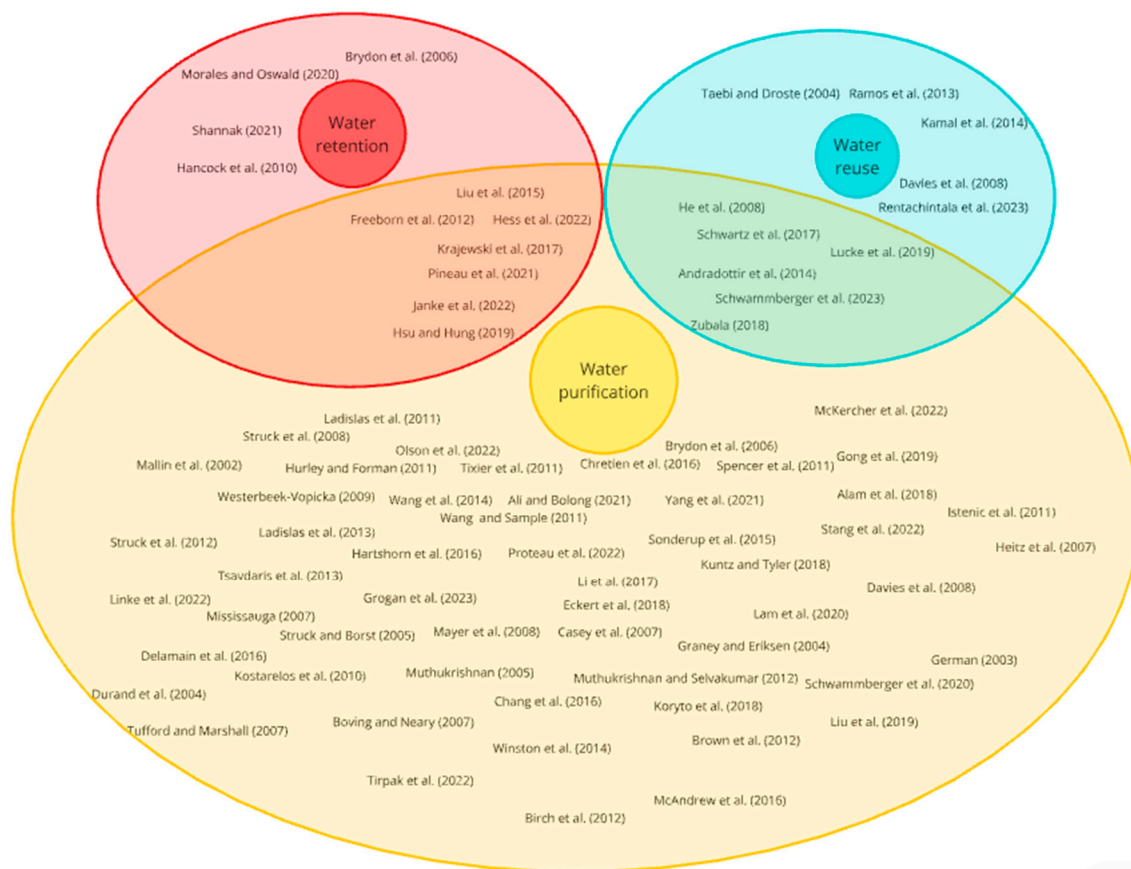 Brydon et al. (2006)
Morales and Oswald (2020)
Water
retention
Shannak (2021)
Hancock et al. (2010)
Taebi and Droste (2004) Ramos et al. (2013)
Kamal et al. (2014)
Water
reuse
Davies et al. (2008)
Rentachintala et al. (2023)
Liu et al. (2015)
Freeborn et al. (2012) Hess et al. (2022)
Krajewski et al. (2017)
Pineau et al. (2021)
Janke et al. (2022)
Hsu and Hung (2019)
He et al. (2008)
Schwartz et al. (2017)
Lucke et al. (2019)
Andradottir et al. (2014)
Schwammberger et al. (2023)
Zubala (2018)
Water
purification
McKercher et al. (2022)
Ladislas et al. (2011)
Struck et al. (2008)
Olson et al. (2022)
Brydon et al. (2006)
Mallin et al. (2002) Hurley and Forman (2011) Tixier et al. (2011) Chretien et al. (2016) Spencer et al, (2011) Gong et al. (2019)
Westerbeek-Vopicka (2009) Wang et al. (2014) Ali and Bolong (2021) Yang et al. (2021) Alam et al. (2018)
Wang and Sample (2011)
Istenic et al. (2011)
Struck et al. (2012) Ladislas et al. (2013) Sonderup et al. (2015) Stang et al. (2022)
Heitz et al. (2007)
Hartshorn et al. (2016) Proteau et al. (2022)
Kuntz and Tyler (2018)
Tsavdaris et al. (2013) Li et al. (2017) Davies et al. (2008)
Linke et al. (2022) Grogan et al. (2023) Eckert et al, (2018)
Mississauga (2007) Lam et al. (2020)
Struck and Borst (2005) Mayer et al. (2008) Casey et al. (2007)
Graney and Eriksen (2004)
Delamain et al. (2016) German (2003)
Kostarelos et al. (2010) Muthukrishnan (2005) Muthukrishnan and Selvakumar (2012) Schwammberger et al. (2020)
Durand et al. (2004) Chang et al. (2016) Koryto et al. (2018)
Tufford and Marshall (2007) Boving and Neary (2007) Liu et al. (2019)
Winston et al. (2014) Brown et al. (2012)
Tirpak et al. (2022)
McAndrew et al. (2016)
Birch et al. (2012)